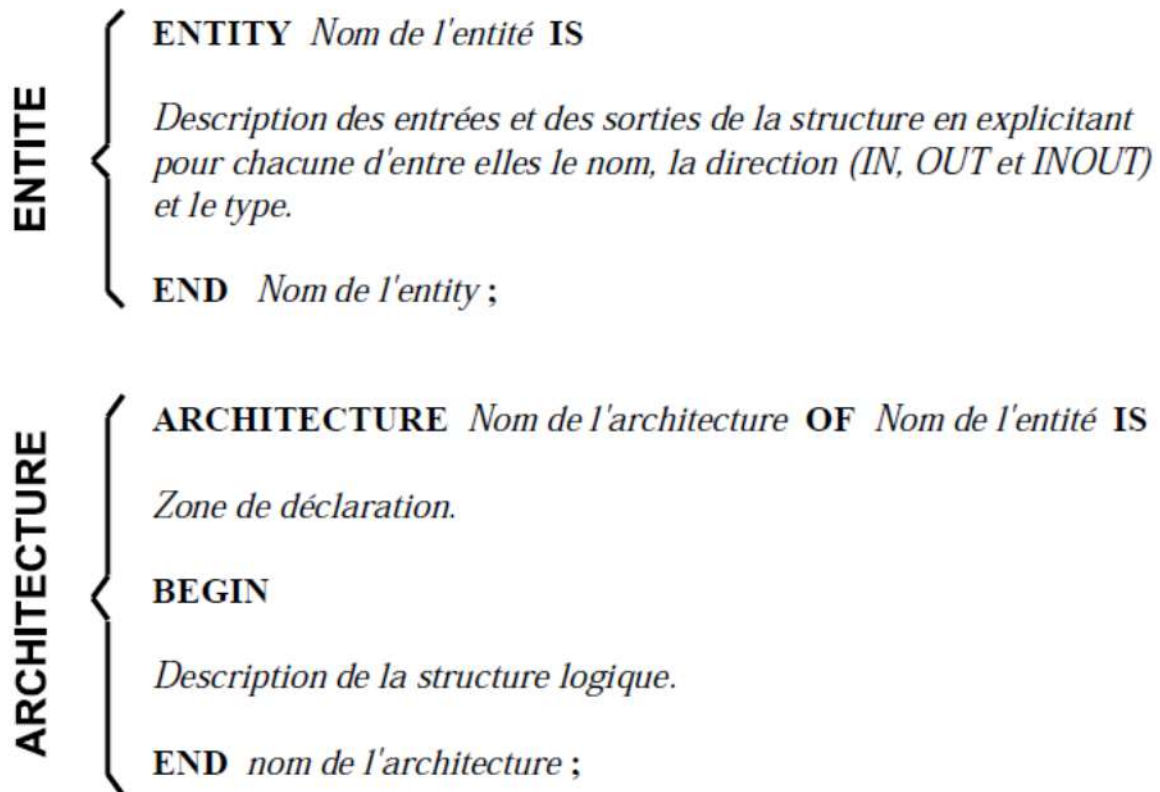 ENTITE
ENTITY Nom de l'entité IS
Description des entrées et des sorties de la structure en explicitant
pour chacune d'entre elles le nom, la direction (IN, OUT et INOUT)
et le type.
END Nom de l'entity ;
ARCHITECTURE
ARCHITECTURE Nom de l'architecture OF Nom de l'entité IS
Zone de déclaration.
BEGIN
Description de la structure logique.
END nom de l'architecture ;